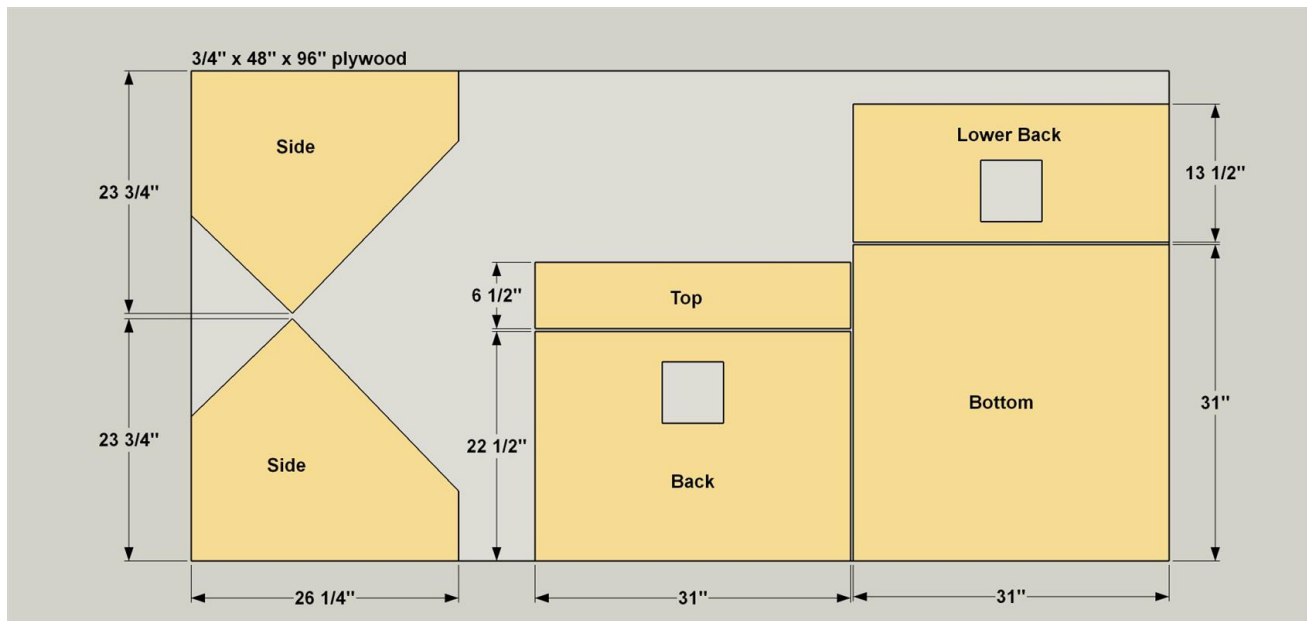 3/4" x 48" x 96" plywood
Side
Lower Back
23 3/4"
13 1/2"
6 1/2"
Top
Bottom
31"
23 3/4"
22 1/2"
Side
Back
26 1/4"
31"
31"